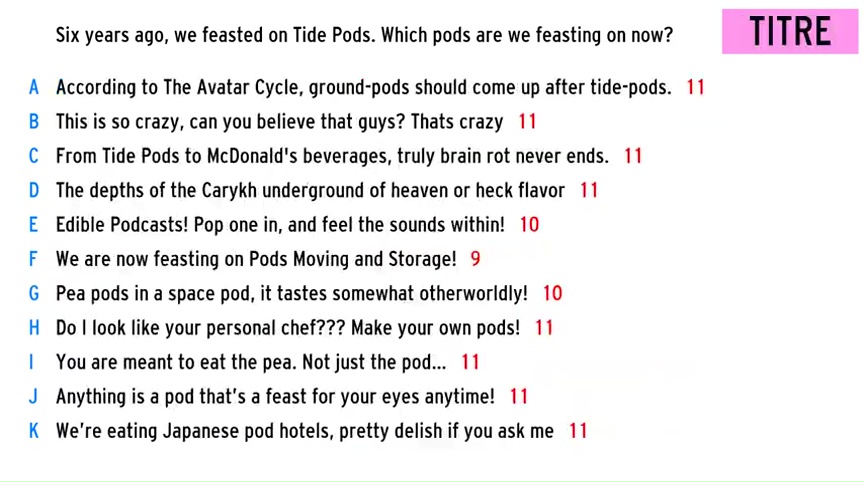 Six years ago, we feasted on Tide Pods. Which pods are we feasting on now?
TITRE
A According to The Avatar Cycle, ground-pods should come up after tide-pods. 11
B This is so crazy, can you believe that guys? Thats crazy 11
C From Tide Pods to McDonald's beverages, truly brain rot never ends. 11
D The depths of the Carykh underground of heaven or heck flavor 11
E Edible Podcasts! Pop one in, and feel the sounds within! 10
F We are now feasting on Pods Moving and Storage! 9
G Pea pods in a space pod, it tastes somewhat otherworldly! 10
H Do I look like your personal chef??? Make your own pods! 11
I You are meant to eat the pea. Not just the pod... 11
J Anything is a pod that's a feast for your eyes anytime! 11
K We're eating Japanese pod hotels, pretty delish if you ask me 11